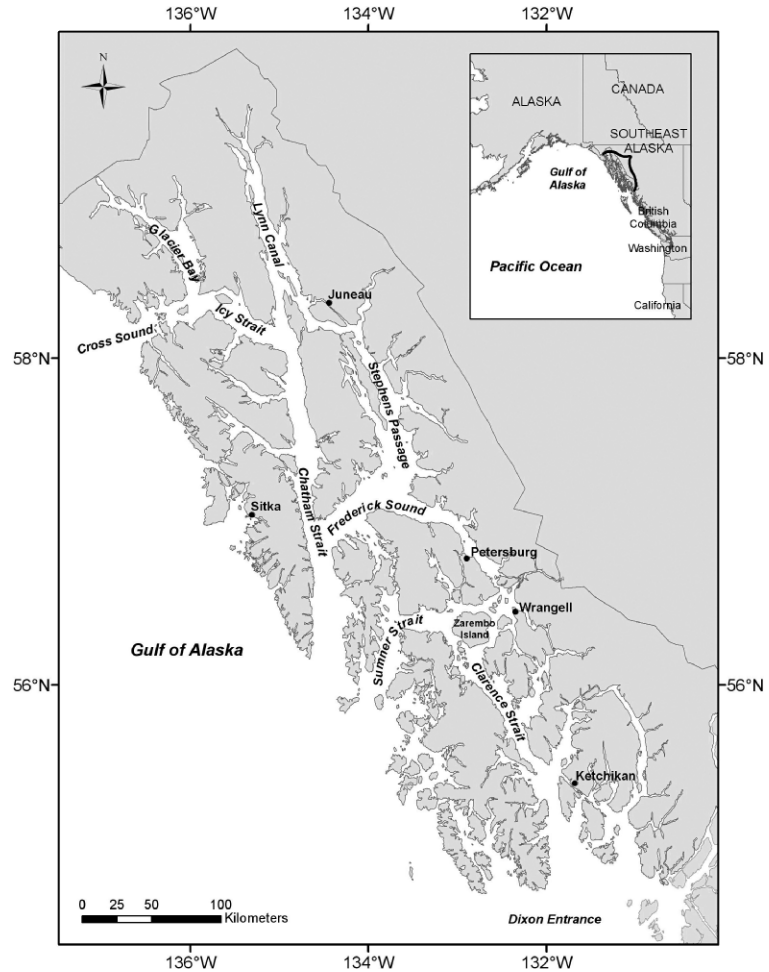 136°W 134°W 132°W
N
ALASKA
CANADA
SOUTHEAST
ALASKA
Gulf of
Alaska
British
Columbia
Washington
Pacific Ocean
California
Lynn Canal
Glacier Bay
Juneau
Icy Strait
Cross Sound
58°N 58°N
Stephens Passage
Chatham Strait
Sitka
Frederick Sound
Petersburg
Wrangell
Zarembo
Island
Sumner Strait
Gulf of Alaska
56°N 56°N
Clarence Strait
Ketchikan
0 25 50 100
Kilometers
Dixon Entrance
136°W 134°W 132°W